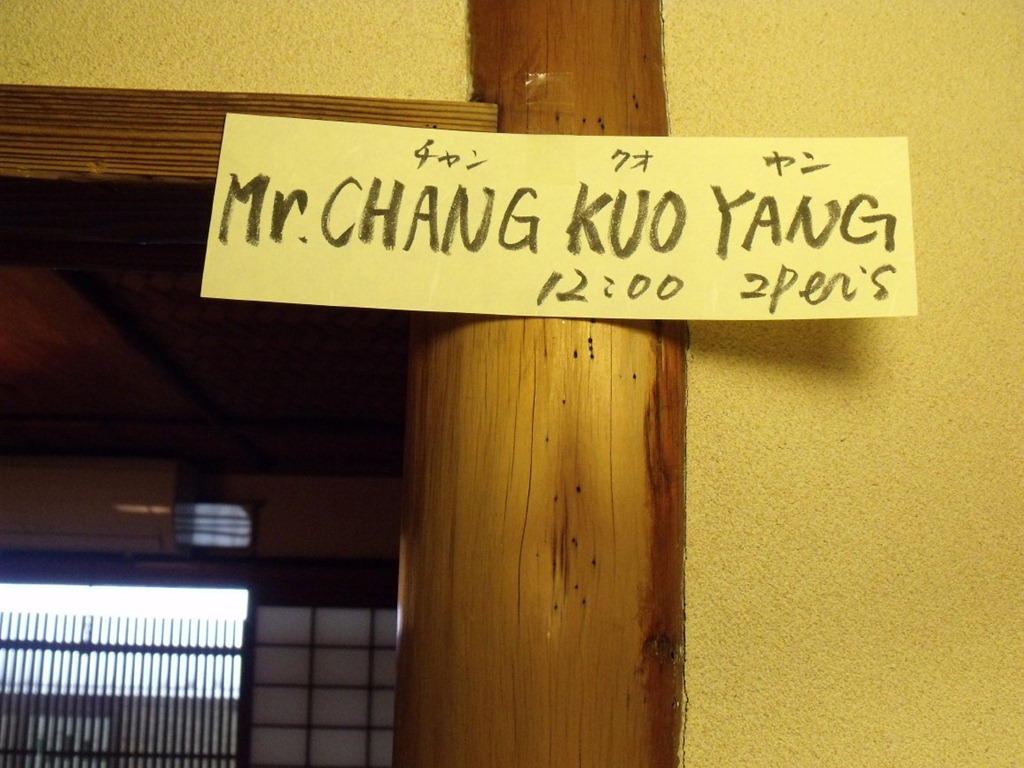 チャン クオ ヤン
Mr. CHANG KUO YANG
12:00 2Per's